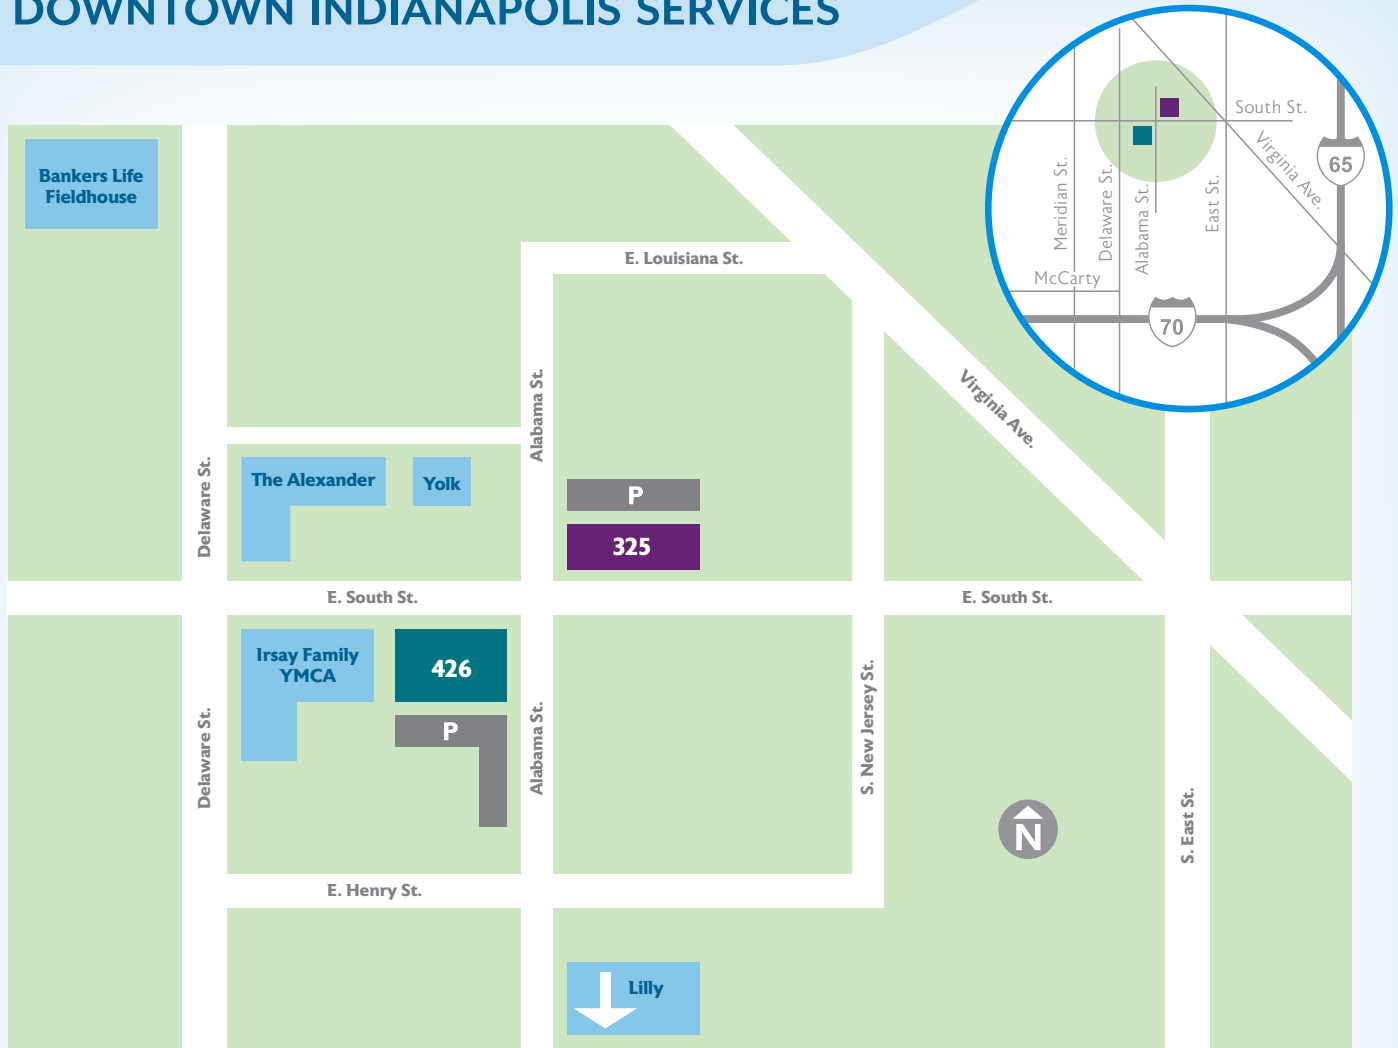 DOWNTOWN INDIANAPOLIS SERVICES
South St.
Virginia Ave.
65
Meridian St.
Delaware St.
Alabama St.
East St.
McCarty
70
Bankers Life
Fieldhouse
E. Louisiana St.
Alabama St.
Virginia Ave.
Delaware St.
The Alexander
Yolk
P
325
E. South St.
E. South St.
Irsay Family
YMCA
426
P
Delaware St.
Alabama St.
S. New Jersey St.
N
S. East St.
E. Henry St.
Lilly